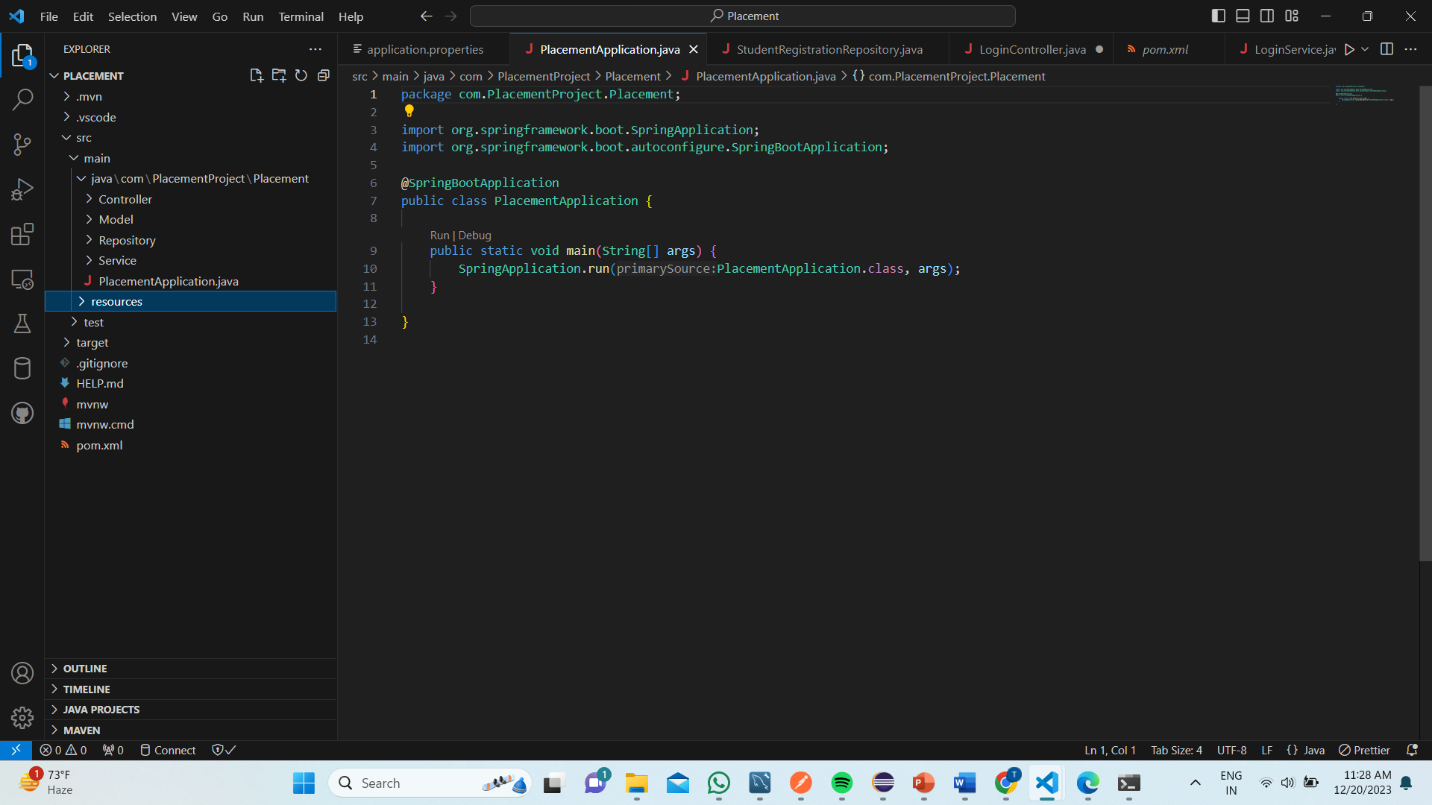 File Edit Selection View Go Run Terminal Help
Placement
EXPLORER
PLACEMENT
.mvn
.vscode
src
main
java\com\PlacementProject\Placement
Controller
Model
Repository
Service
PlacementApplication.java
resources
test
target
.gitignore
HELP.md
mvnw
mvnw.cmd
pom.xml
OUTLINE
TIMELINE
JAVA PROJECTS
MAVEN
application.properties PlacementApplication.java StudentRegistrationRepository.java LoginController.java pom.xml LoginService.jav
src > main > java > com > PlacementProject > Placement > PlacementApplication.java > {} com.PlacementProject.Placement
1 package com.PlacementProject.Placement;
2
3 import org.springframework.boot.SpringApplication;
4 import org.springframework.boot.autoconfigure.SpringBootApplication;
5
6 @SpringBootApplication
7 public class PlacementApplication {
8
Run | Debug
9 public static void main(String[] args) {
10 SpringApplication.run(primarySource:PlacementApplication.class, args);
11 }
12
13 }
14
1
0 0 0 Connect Ln 1, Col 1 Tab Size: 4 UTF-8 LF {} Java Prettier
1 73°F
Haze
Search
1
T
ENG
IN
11:28 AM
12/20/2023